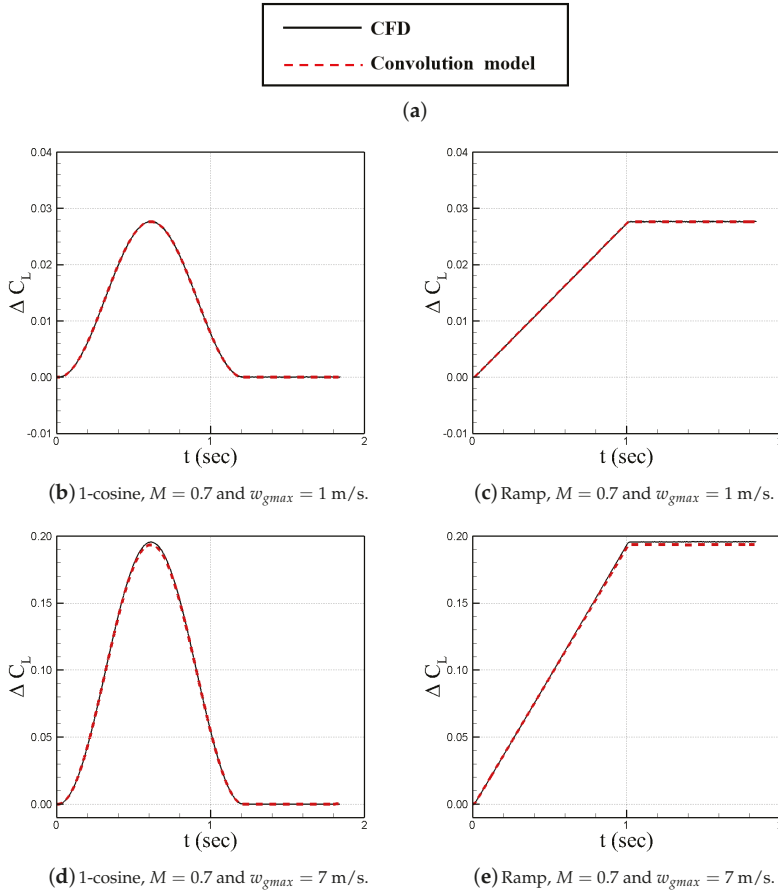 CFD
Convolution model
(a)
0.04
0.03
0.02
0.01
0.00
-0.01
Δ C_L
0
1
2
t (sec)
(b) 1-cosine, M = 0.7 and w_gmax = 1 m/s.
0.04
0.03
0.02
0.01
0.00
-0.01
Δ C_L
0
1
t (sec)
(c) Ramp, M = 0.7 and w_gmax = 1 m/s.
0.20
0.15
0.10
0.05
0.00
Δ C_L
0
1
2
t (sec)
(d) 1-cosine, M = 0.7 and w_gmax = 7 m/s.
0.20
0.15
0.10
0.05
0.00
Δ C_L
0
1
t (sec)
(e) Ramp, M = 0.7 and w_gmax = 7 m/s.